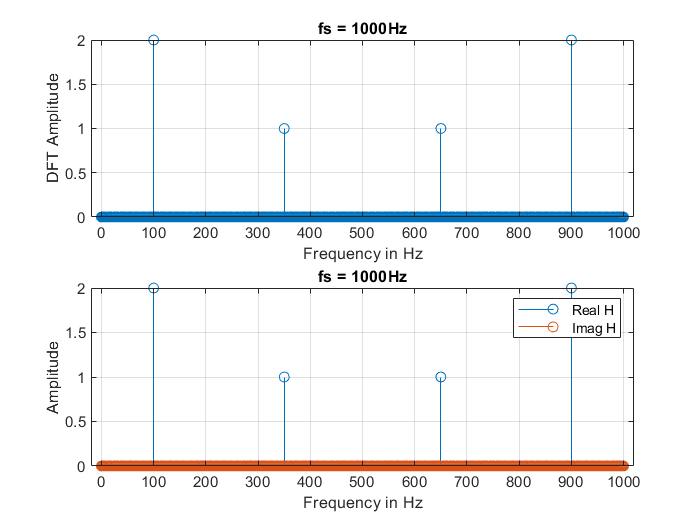 fs = 1000Hz
2
1.5
1
0.5
0
DFT Amplitude
0 100 200 300 400 500 600 700 800 900 1000
Frequency in Hz
fs = 1000Hz
2
1.5
1
0.5
0
Amplitude
Real H
Imag H
0 100 200 300 400 500 600 700 800 900 1000
Frequency in Hz